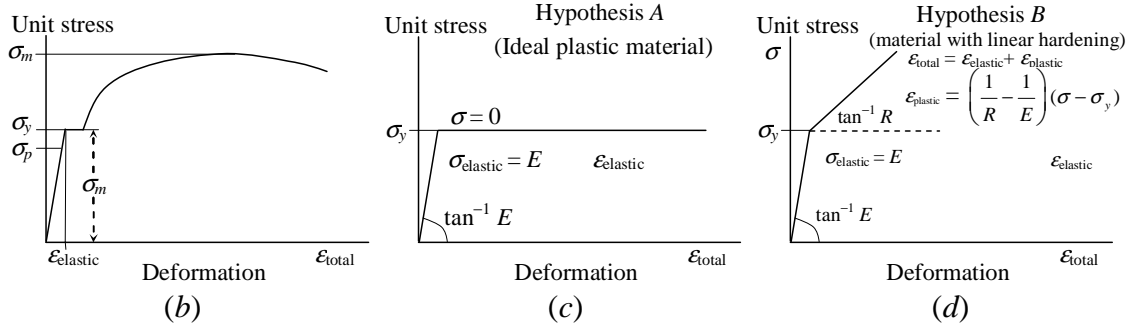 Unit stress
σm
σy
σp
σm
εelastic
εtotal
Deformation
(b)
Hypothesis A
Unit stress
(Ideal plastic material)
σ = 0
σy
σelastic = E εelastic
tan⁻¹ E
εtotal
Deformation
(c)
Hypothesis B
Unit stress
(material with linear hardening)
σ
εtotal = εelastic + εplastic
εplastic = (1/R − 1/E)(σ − σy)
tan⁻¹ R
σy
σelastic = E εelastic
tan⁻¹ E
εtotal
Deformation
(d)